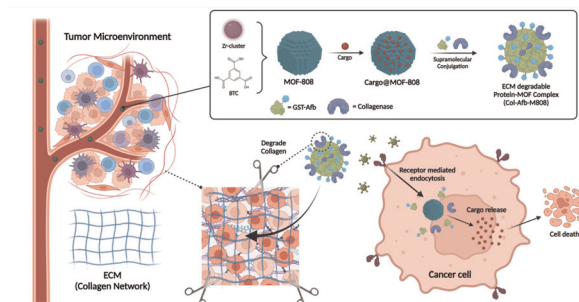 Tumor Microenvironment
Zr-cluster
BTC
MOF-808
Cargo
Cargo@MOF-808
Supramolecular
Conjugation
ECM degradable
Protein-MOF Complex
(Col-Afb-M808)
= GST-Afb
= Collagenase
Degrade
Collagen
ECM
(Collagen Network)
Receptor mediated
endocytosis
Cargo release
Cancer cell
Cell death